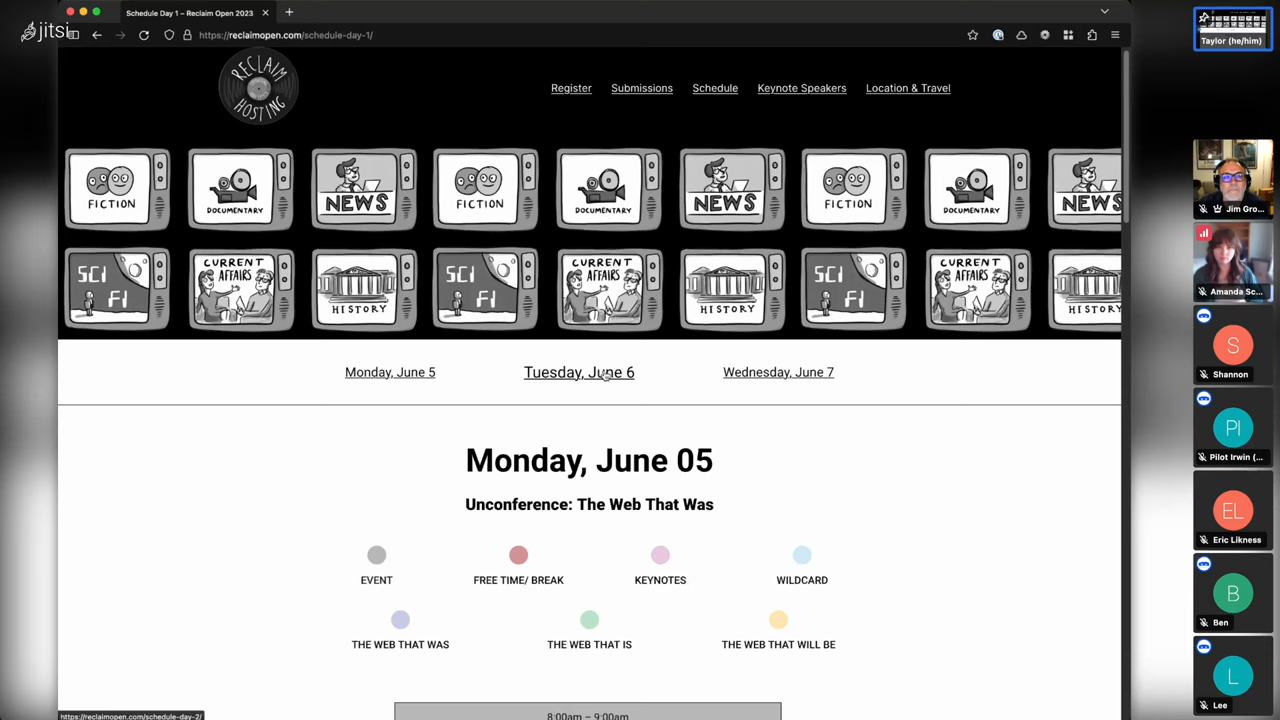 jitsi
Schedule Day 1 – Reclaim Open 2023
https://reclaimopen.com/schedule-day-1/
Taylor (he/him)
RECLAIM
HOSTING
Register
Submissions
Schedule
Keynote Speakers
Location & Travel
FICTION
DOCUMENTARY
NEWS
FICTION
DOCUMENTARY
NEWS
FICTION
DOCUMENTARY
NEWS
SCI
FI
CURRENT
AFFAIRS
HISTORY
SCI
FI
CURRENT
AFFAIRS
HISTORY
SCI
FI
CURRENT
AFFAIRS
HISTORY
Monday, June 5
Tuesday, June 6
Wednesday, June 7
Monday, June 05
Unconference: The Web That Was
EVENT
FREE TIME/ BREAK
KEYNOTES
WILDCARD
THE WEB THAT WAS
THE WEB THAT IS
THE WEB THAT WILL BE
8:00am – 9:00am
https://reclaimopen.com/schedule-day-2/
Jim Gro...
Amanda Sc...
S
Shannon
PI
Pilot Irwin (...
EL
Eric Likness
B
Ben
L
Lee